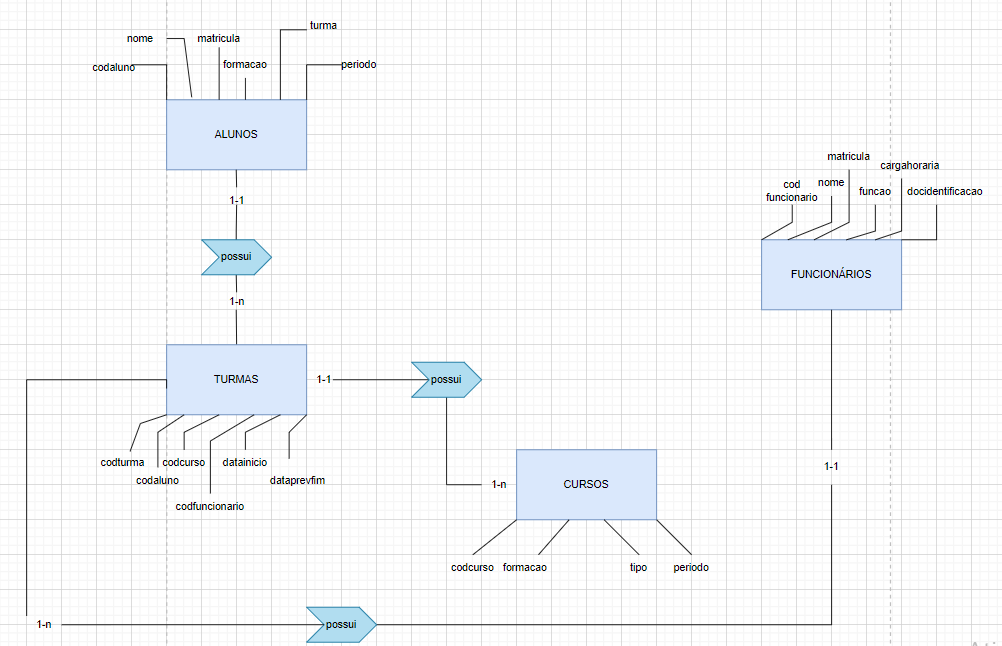 turma
nome
matricula
codaluno
formacao
periodo
ALUNOS
1-1
possui
1-n
matricula
cargahoraria
cod
funcionario
nome
funcao
docidentificacao
FUNCIONÁRIOS
TURMAS
1-1
possui
codturma
codcurso
datainicio
codaluno
dataprevfim
codfuncionario
1-n
CURSOS
1-1
codcurso
formacao
tipo
periodo
1-n
possui